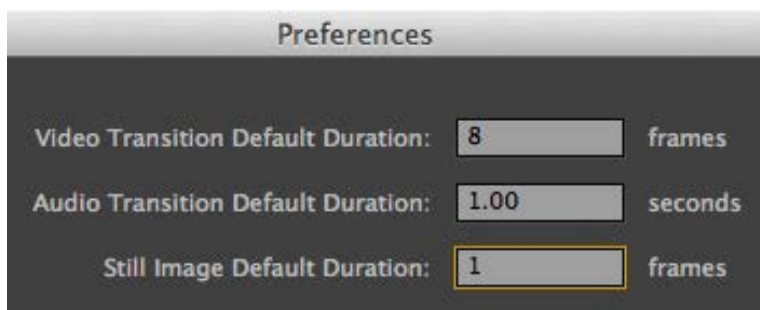 Preferences
Video Transition Default Duration: 8 frames
Audio Transition Default Duration: 1.00 seconds
Still Image Default Duration: 1 frames